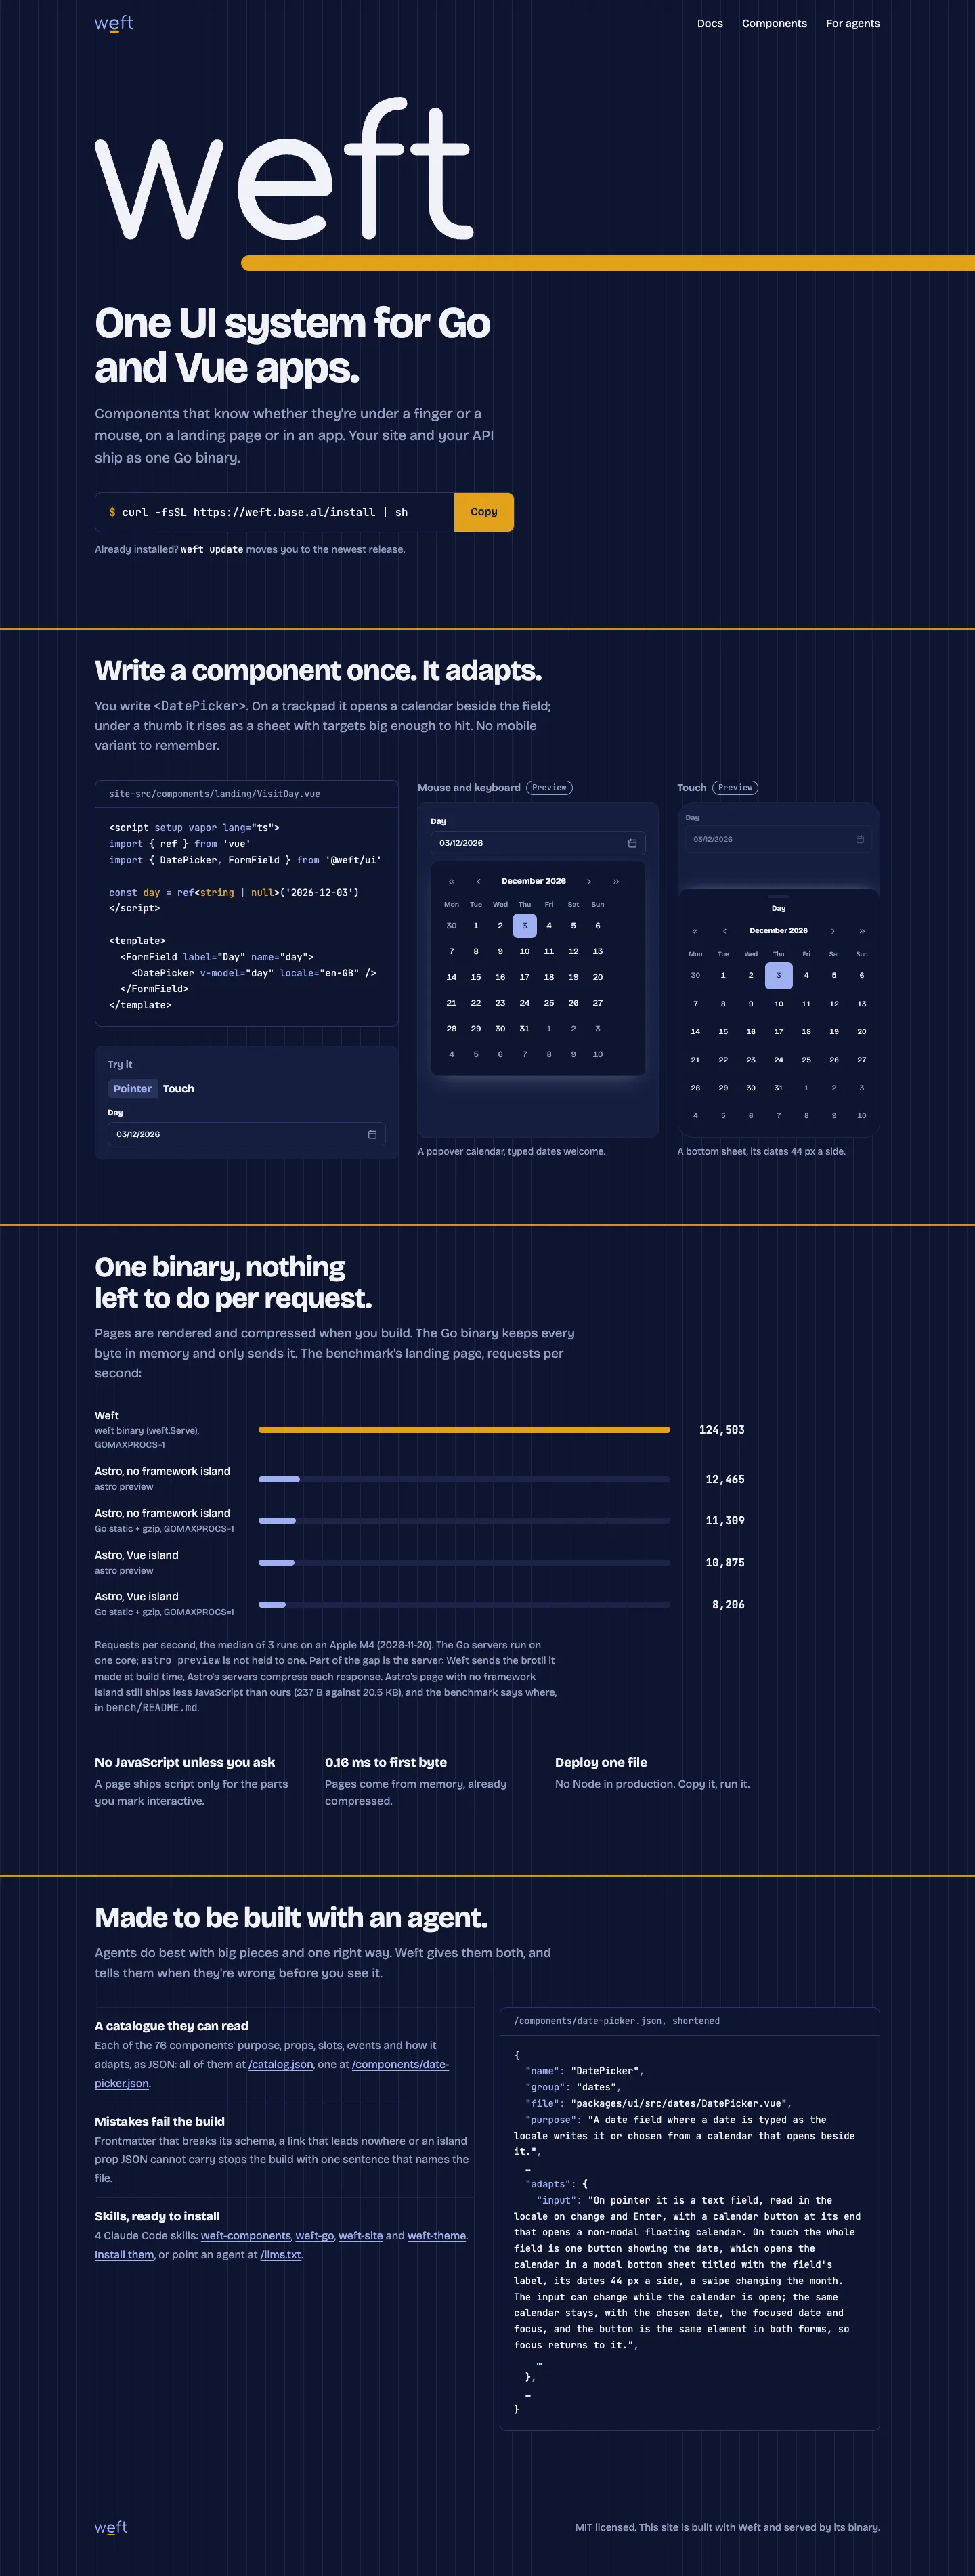 weft
Docs Components For agents
weft
One UI system for Go
and Vue apps.
Components that know whether they're under a finger or a
mouse, on a landing page or in an app. Your site and your API
ship as one Go binary.
$ curl -fsSL https://weft.base.al/install | sh
Copy
Already installed? weft update moves you to the newest release.
Write a component once. It adapts.
You write <DatePicker>. On a trackpad it opens a calendar beside the field;
under a thumb it rises as a sheet with targets big enough to hit. No mobile
variant to remember.
site-src/components/landing/VisitDay.vue
<script setup vapor lang="ts">
import { ref } from 'vue'
import { DatePicker, FormField } from '@weft/ui'
const day = ref<string | null>('2026-12-03')
</script>
<template>
<FormField label="Day" name="day">
<DatePicker v-model="day" locale="en-GB" />
</FormField>
</template>
Try it
Pointer Touch
Day
03/12/2026
Mouse and keyboard Preview
Day
03/12/2026
« ‹ December 2026 › »
Mon Tue Wed Thu Fri Sat Sun
30 1 2 3 4 5 6
7 8 9 10 11 12 13
14 15 16 17 18 19 20
21 22 23 24 25 26 27
28 29 30 31 1 2 3
4 5 6 7 8 9 10
A popover calendar, typed dates welcome.
Touch Preview
Day
03/12/2026
Day
« ‹ December 2026 › »
Mon Tue Wed Thu Fri Sat Sun
30 1 2 3 4 5 6
7 8 9 10 11 12 13
14 15 16 17 18 19 20
21 22 23 24 25 26 27
28 29 30 31 1 2 3
4 5 6 7 8 9 10
A bottom sheet, its dates 44 px a side.
One binary, nothing
left to do per request.
Pages are rendered and compressed when you build. The Go binary keeps every
byte in memory and only sends it. The benchmark's landing page, requests per
second:
Weft
weft binary (weft.Serve),
GOMAXPROCS=1
124,503
Astro, no framework island
astro preview
12,465
Astro, no framework island
Go static + gzip, GOMAXPROCS=1
11,309
Astro, Vue island
astro preview
10,875
Astro, Vue island
Go static + gzip, GOMAXPROCS=1
8,206
Requests per second, the median of 3 runs on an Apple M4 (2026-11-20). The Go servers run on
one core; astro preview is not held to one. Part of the gap is the server: Weft sends the brotli it
made at build time, Astro's servers compress each response. Astro's page with no framework
island still ships less JavaScript than ours (237 B against 20.5 KB), and the benchmark says where,
in bench/README.md.
No JavaScript unless you ask
A page ships script only for the parts
you mark interactive.
0.16 ms to first byte
Pages come from memory, already
compressed.
Deploy one file
No Node in production. Copy it, run it.
Made to be built with an agent.
Agents do best with big pieces and one right way. Weft gives them both, and
tells them when they're wrong before you see it.
A catalogue they can read
Each of the 76 components' purpose, props, slots, events and how it
adapts, as JSON: all of them at /catalog.json, one at /components/date-
picker.json.
Mistakes fail the build
Frontmatter that breaks its schema, a link that leads nowhere or an island
prop JSON cannot carry stops the build with one sentence that names the
file.
Skills, ready to install
4 Claude Code skills: weft-components, weft-go, weft-site and weft-theme.
Install them, or point an agent at /llms.txt.
/components/date-picker.json, shortened
{
"name": "DatePicker",
"group": "dates",
"file": "packages/ui/src/dates/DatePicker.vue",
"purpose": "A date field where a date is typed as the
locale writes it or chosen from a calendar that opens beside
it.",
…
"adapts": {
"input": "On pointer it is a text field, read in the
locale on change and Enter, with a calendar button at its end
that opens a non-modal floating calendar. On touch the whole
field is one button showing the date, which opens the
calendar in a modal bottom sheet titled with the field's
label, its dates 44 px a side, a swipe changing the month.
The input can change while the calendar is open; the same
calendar stays, with the chosen date, the focused date and
focus, and the button is the same element in both forms, so
focus returns to it.",
…
},
…
}
weft
MIT licensed. This site is built with Weft and served by its binary.